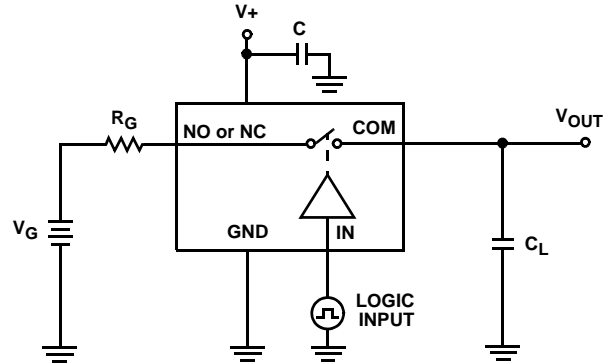 V+
C
RG
NO or NC
COM
VOUT
VG
GND
IN
CL
LOGIC
INPUT